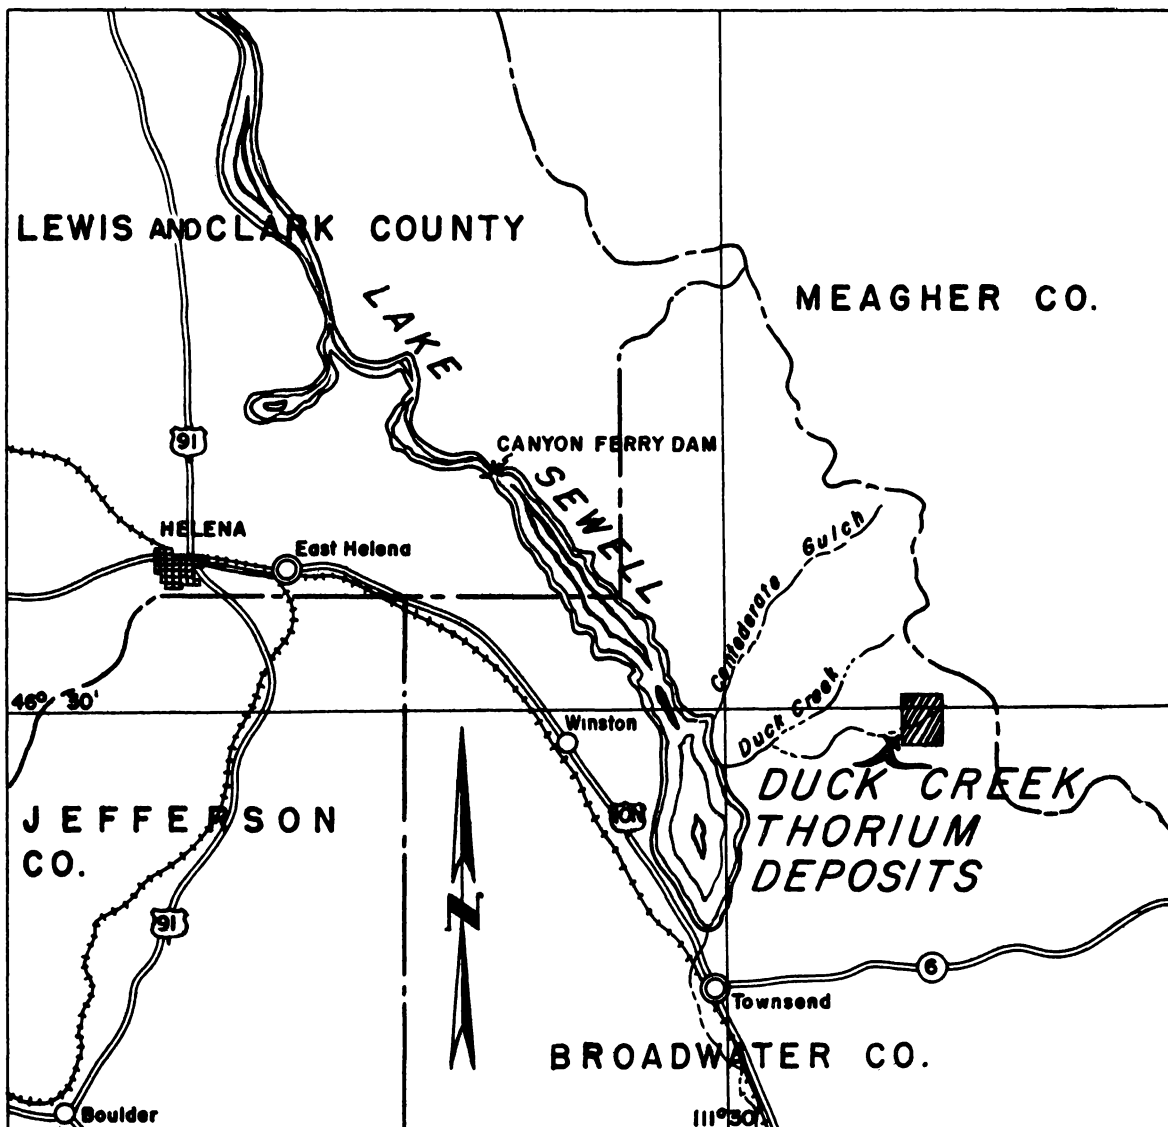 LEWIS AND CLARK COUNTY
LAKE
MEAGHER CO.
91
CANYON FERRY DAM
SEWELL
HELENA
East Helena
Confederate Gulch
46° 30'
Winston
Duck Creek
DUCK CREEK
THORIUM
DEPOSITS
JEFFERSON
CO.
10N
N
91
6
Townsend
BROADWATER CO.
Boulder
111°30'